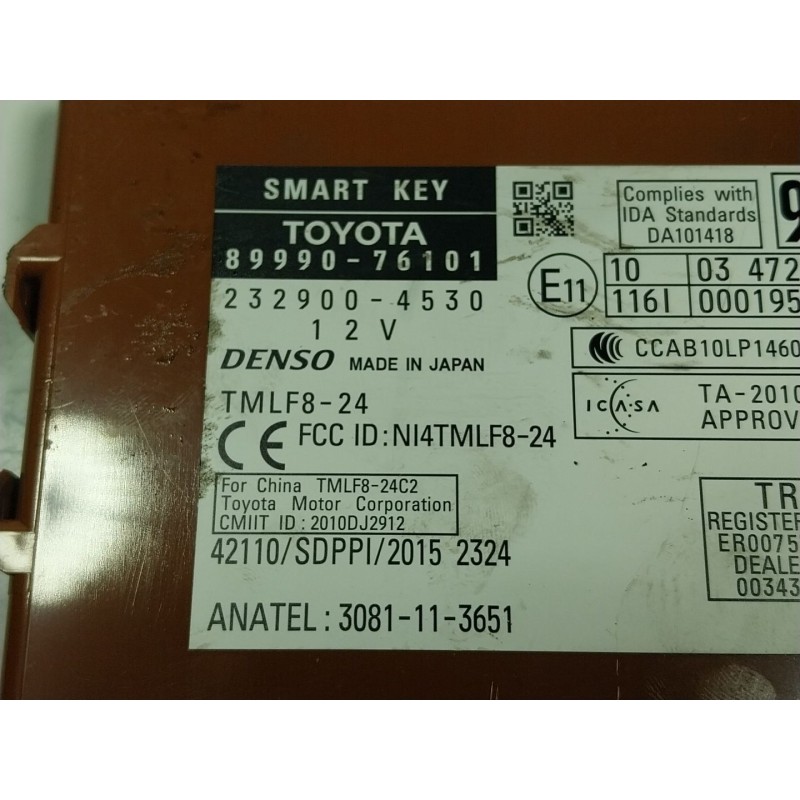 SMART KEY
TOYOTA
89990-76101
232900-4530
12V
DENSO MADE IN JAPAN
TMLF8-24
CE FCC ID:NI4TMLF8-24
For China TMLF8-24C2
Toyota Motor Corporation
CMIIT ID:2010DJ2912
42110/SDPPI/2015 2324
ANATEL:3081-11-3651
Complies with
IDA Standards
DA101418
E11
10 03 472
116I 000195
CCC CCAB10LP1460
ICASA TA-2010
APPROV
TR
REGISTER
ER0075
DEALE
00343